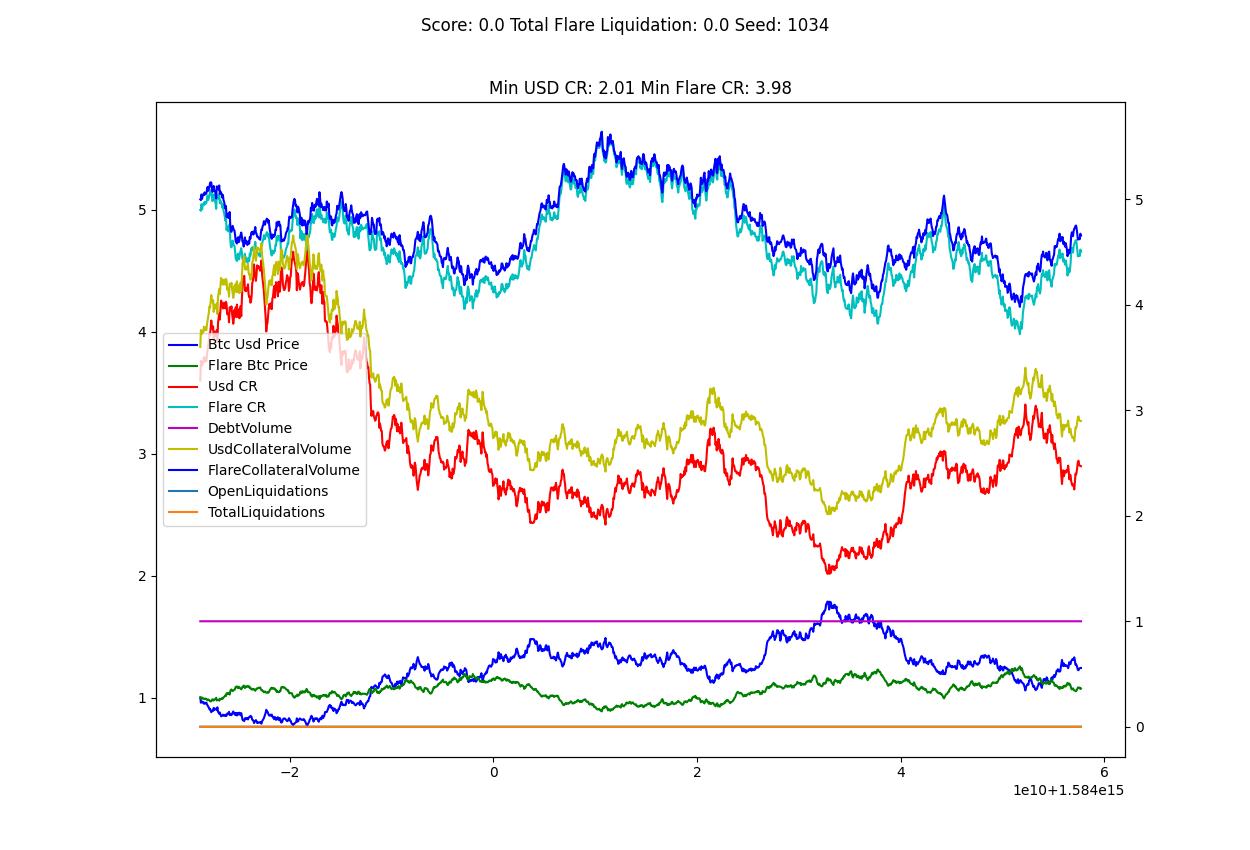 Score: 0.0 Total Flare Liquidation: 0.0 Seed: 1034
Min USD CR: 2.01 Min Flare CR: 3.98
5
4
3
2
1
Btc Usd Price
Flare Btc Price
Usd CR
Flare CR
DebtVolume
UsdCollateralVolume
FlareCollateralVolume
OpenLiquidations
TotalLiquidations
5
4
3
2
1
0
−2 0 2 4 6
1e10+1.584e15